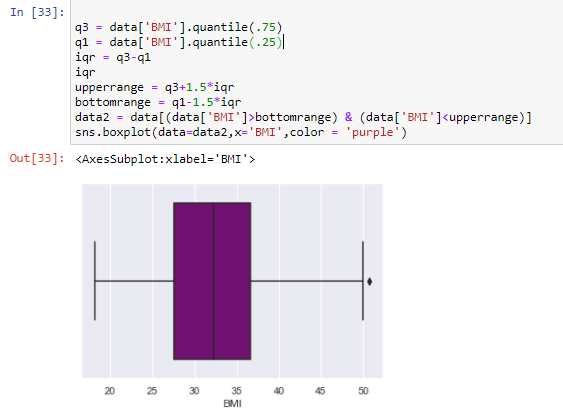 In [33]:
q3 = data['BMI'].quantile(.75)
q1 = data['BMI'].quantile(.25)
iqr = q3-q1
iqr
upperrange = q3+1.5*iqr
bottomrange = q1-1.5*iqr
data2 = data[(data['BMI']>bottomrange) & (data['BMI']<upperrange)]
sns.boxplot(data=data2,x='BMI',color = 'purple')
Out[33]: <AxesSubplot:xlabel='BMI'>
20 25 30 35 40 45 50
BMI